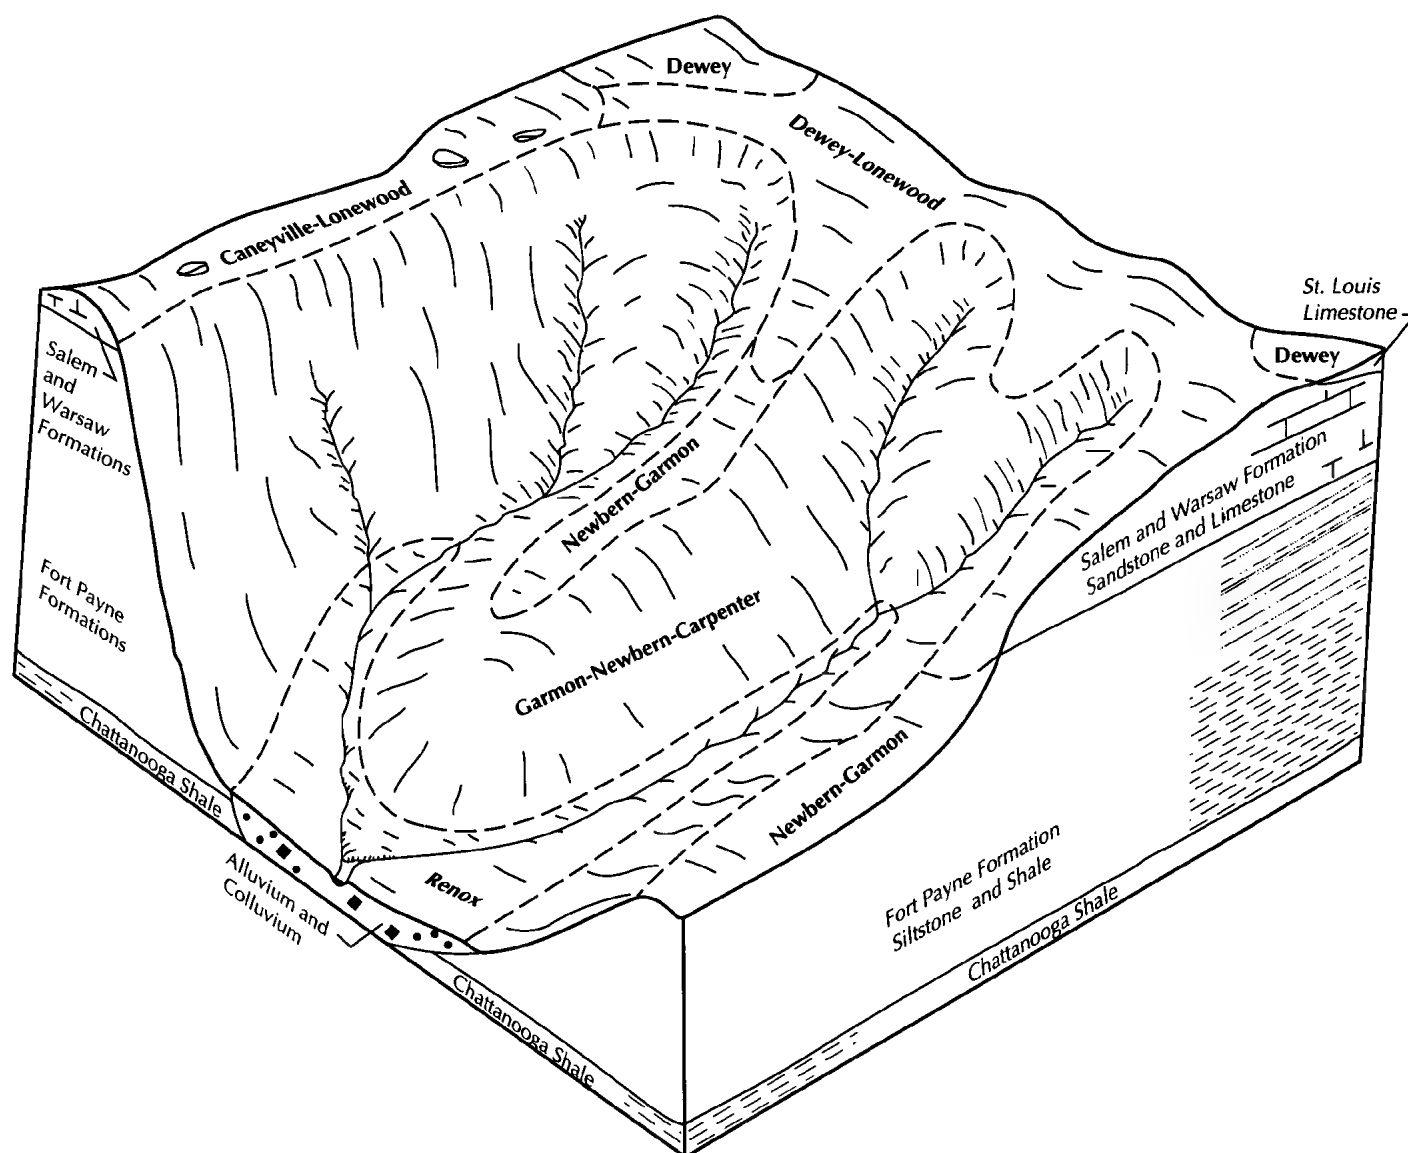 Dewey
Dewey-Lonewood
Caneyville-Lonewood
St. Louis
Limestone
Dewey
Salem
and
Warsaw
Formations
Salem and Warsaw Formation
Sandstone and Limestone
Newbern-Garmon
Fort Payne
Formations
Garmon-Newbern-Carpenter
Chattanooga Shale
Newbern-Garmon
Alluvium and
Colluvium
Renox
Fort Payne Formation
Siltstone and Shale
Chattanooga Shale
Chattanooga Shale